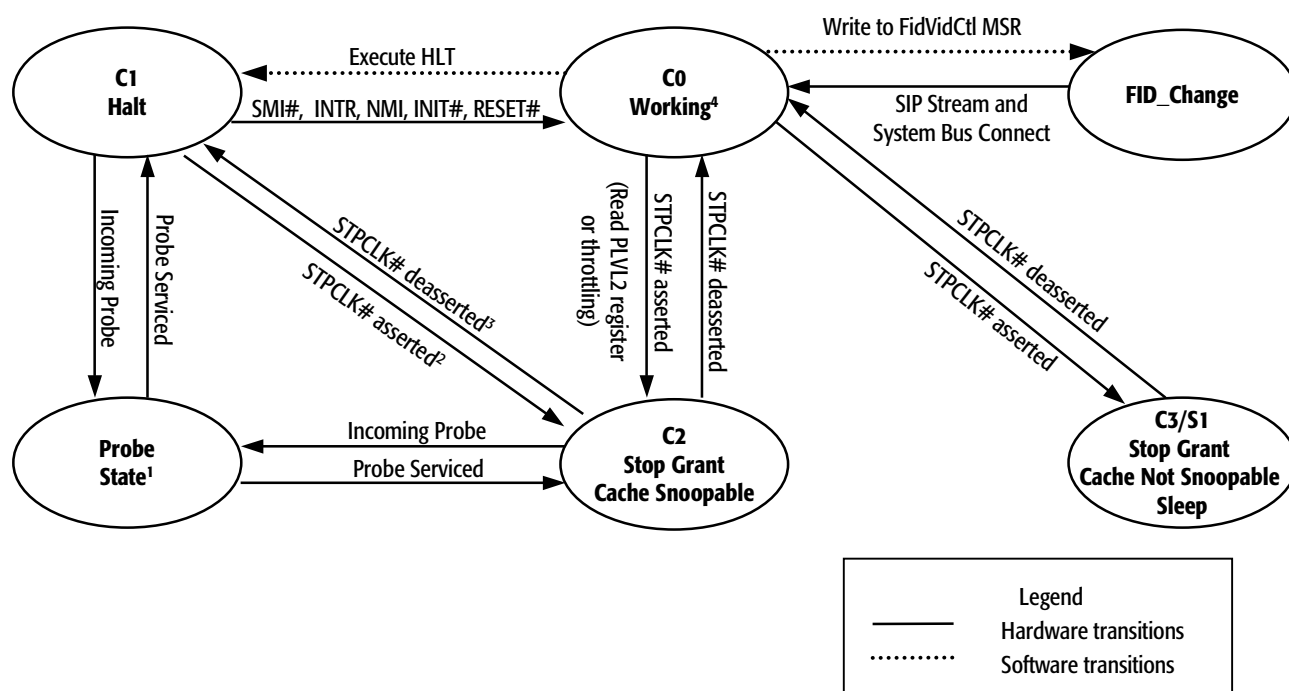 Write to FidVidCtl MSR
Execute HLT
C1
Halt
C0
Working⁴
FID_Change
SMI#, INTR, NMI, INIT#, RESET#
SIP Stream and
System Bus Connect
Incoming Probe
Probe Serviced
STPCLK# deasserted³
STPCLK# asserted²
(Read PLVL2 register
or throttling)
STPCLK# asserted
STPCLK# deasserted
STPCLK# deasserted
STPCLK# asserted
Probe
State¹
Incoming Probe
Probe Serviced
C2
Stop Grant
Cache Snoopable
C3/S1
Stop Grant
Cache Not Snoopable
Sleep
Legend
Hardware transitions
Software transitions